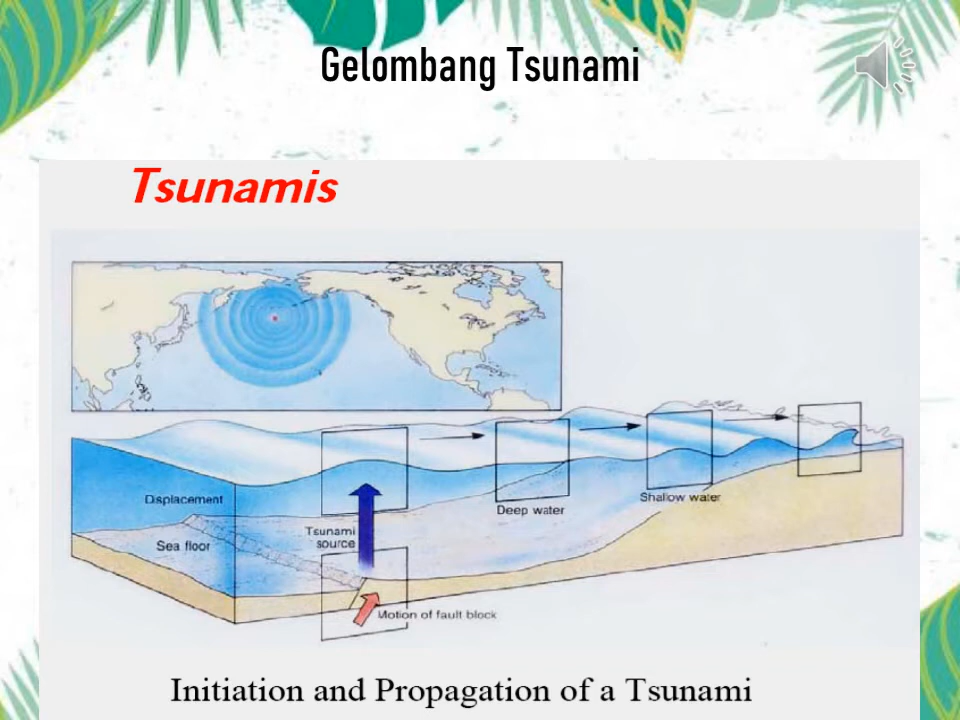 Gelombang Tsunami
Tsunamis
Displacement
Sea floor
Tsunami
source
Deep water
Shallow water
Motion of fault block
Initiation and Propagation of a Tsunami